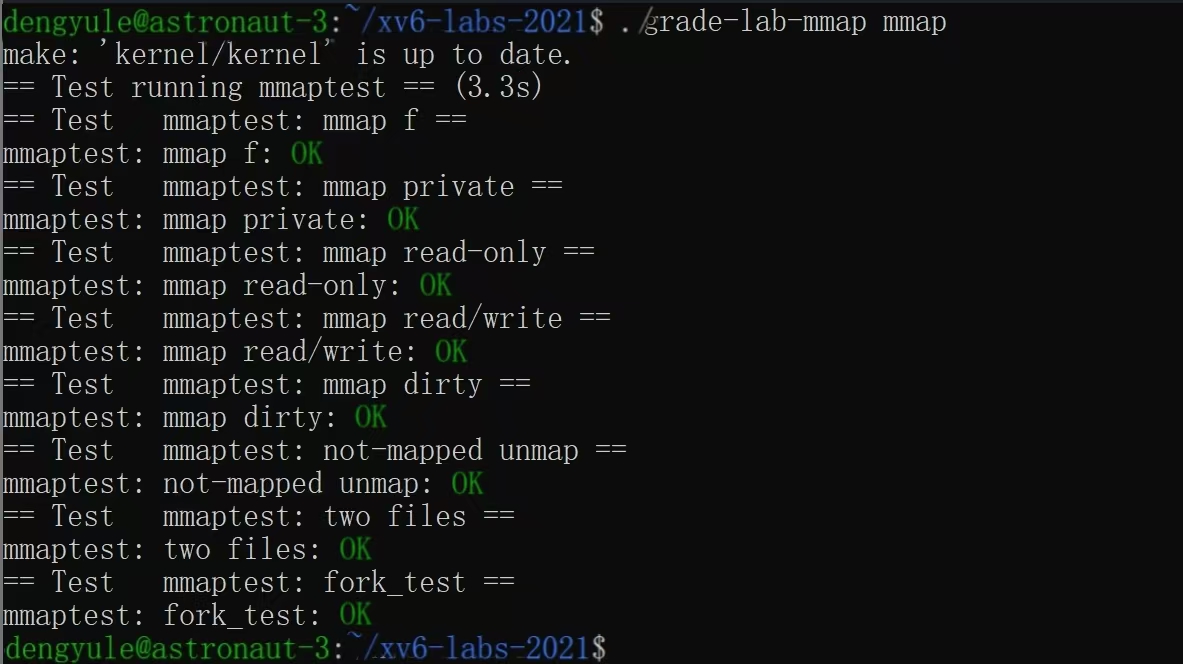 dengyule@astronaut-3:~/xv6-labs-2021$ ./grade-lab-mmap mmap
make: 'kernel/kernel' is up to date.
== Test running mmaptest == (3.3s)
== Test   mmaptest: mmap f ==
mmaptest: mmap f: OK
== Test   mmaptest: mmap private ==
mmaptest: mmap private: OK
== Test   mmaptest: mmap read-only ==
mmaptest: mmap read-only: OK
== Test   mmaptest: mmap read/write ==
mmaptest: mmap read/write: OK
== Test   mmaptest: mmap dirty ==
mmaptest: mmap dirty: OK
== Test   mmaptest: not-mapped unmap ==
mmaptest: not-mapped unmap: OK
== Test   mmaptest: two files ==
mmaptest: two files: OK
== Test   mmaptest: fork_test ==
mmaptest: fork_test: OK
dengyule@astronaut-3:~/xv6-labs-2021$